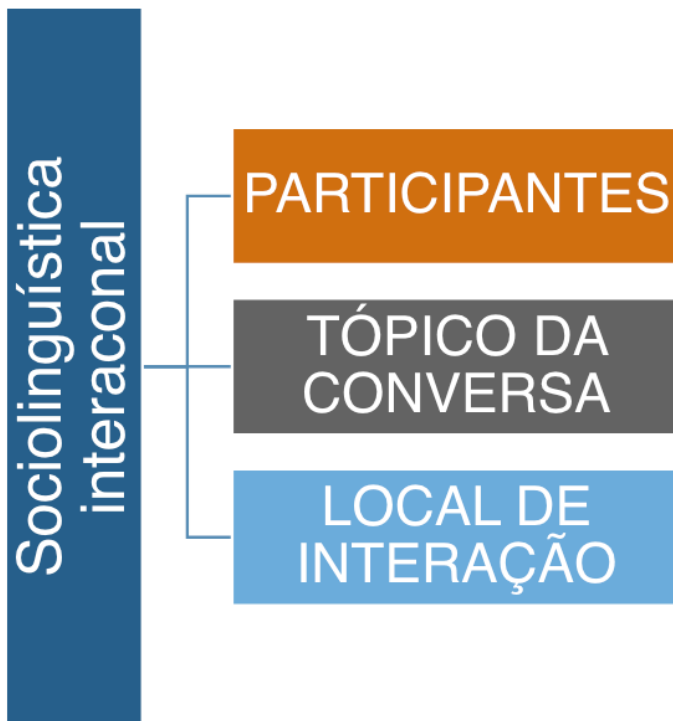 Sociolinguística
interaconal
PARTICIPANTES
TÓPICO DA
CONVERSA
LOCAL DE
INTERAÇÃO